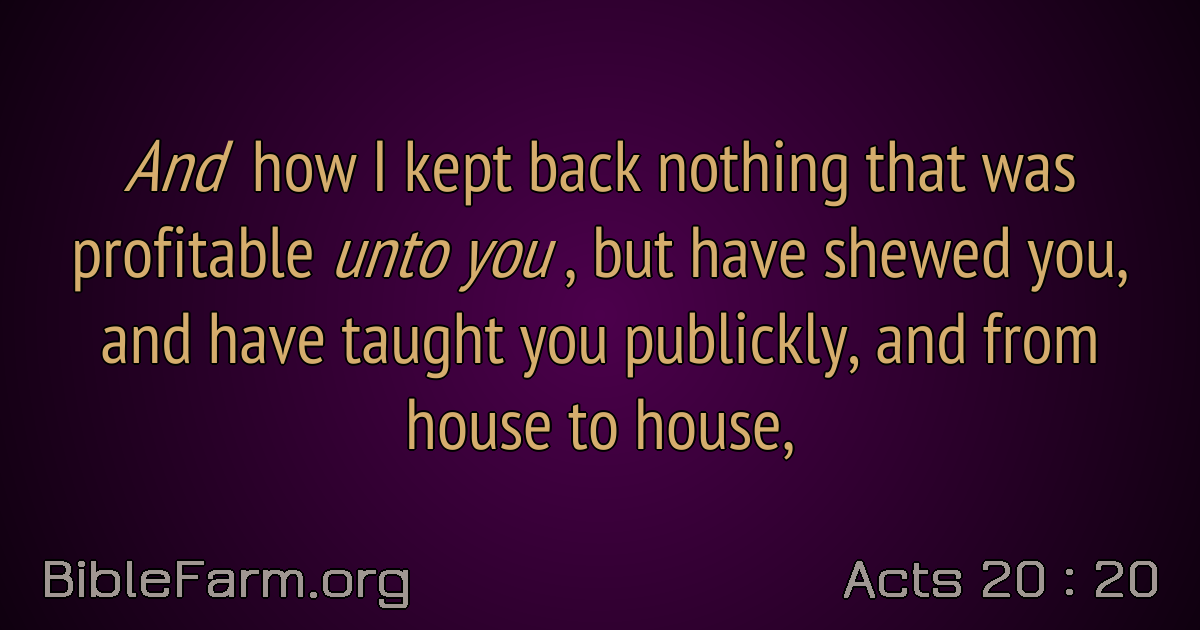 And how I kept back nothing that was
profitable unto you , but have shewed you,
and have taught you publickly, and from
house to house,
BibleFarm.org
Acts 20 : 20